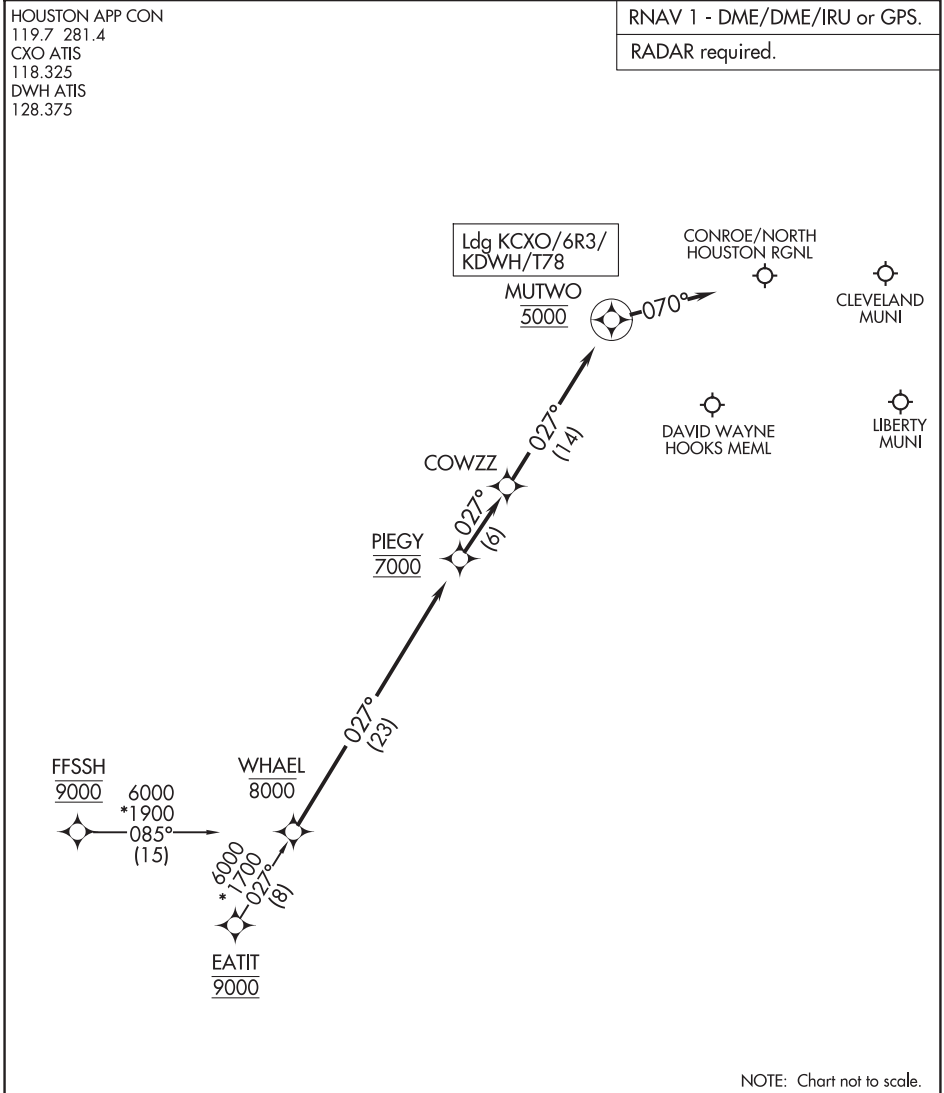 HOUSTON APP CON
119.7 281.4
CXO ATIS
118.325
DWH ATIS
128.375
RNAV 1 - DME/DME/IRU or GPS.
RADAR required.
Ldg KCXO/6R3/
KDWH/T78
MUTWO
5000
070°
CONROE/NORTH
HOUSTON RGNL
CLEVELAND
MUNI
DAVID WAYNE
HOOKS MEML
LIBERTY
MUNI
027°
(14)
COWZZ
027°
(6)
PIEGY
7000
027°
(23)
FFSSH
9000
6000
*1900
085°
(15)
WHAEL
8000
6000
*1700
027°
(8)
EATIT
9000
NOTE: Chart not to scale.